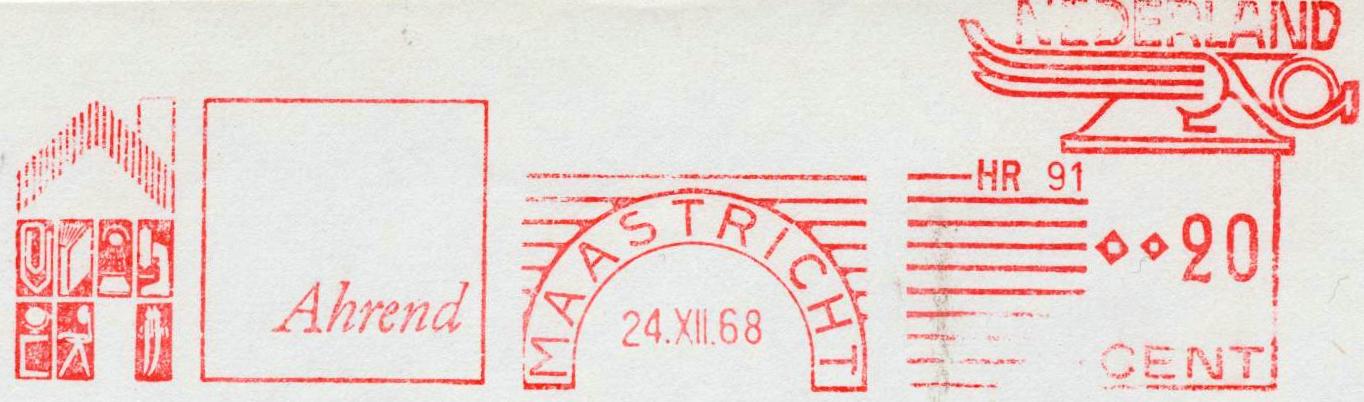 NEDERLAND
HR 91
20
CENT
MAASTRICHT
24.XII.68
Ahrend